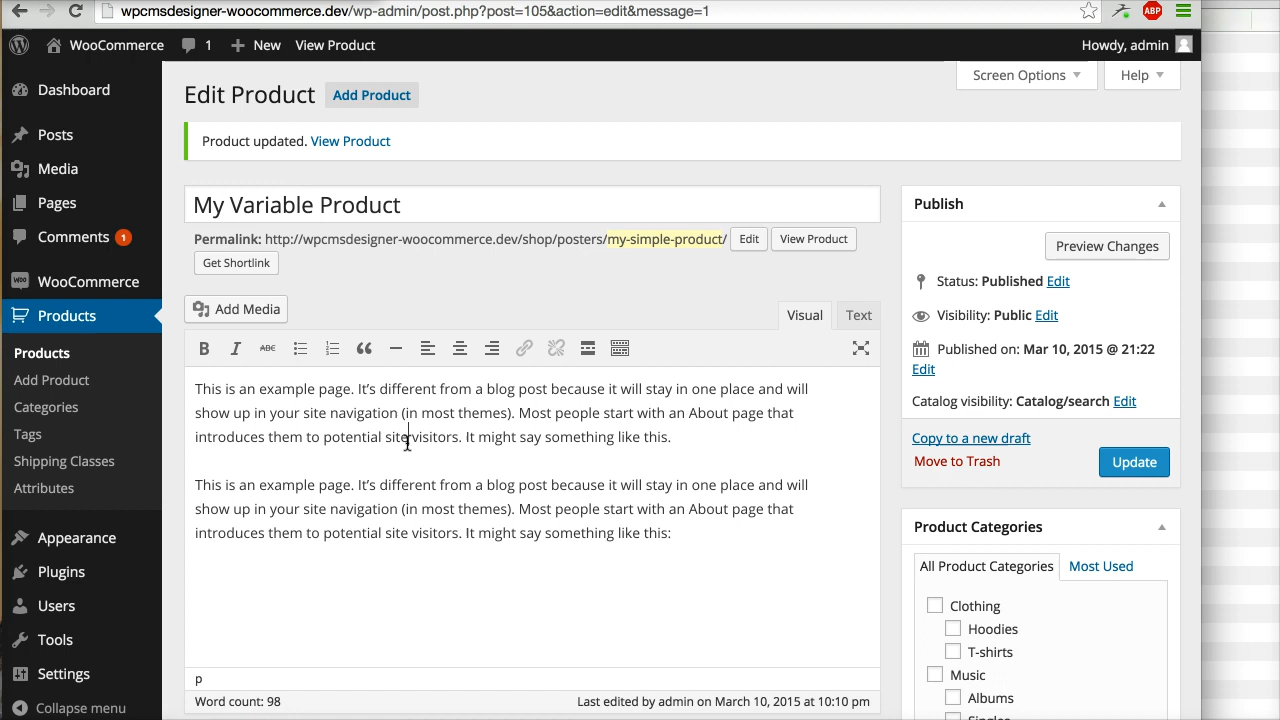 wpcmsdesigner-woocommerce.dev/wp-admin/post.php?post=105&action=edit&message=1
ABP
WooCommerce 1 New View Product Howdy, admin
Dashboard
Posts
Media
Pages
Comments 1
WooCommerce
Products
Products
Add Product
Categories
Tags
Shipping Classes
Attributes
Appearance
Plugins
Users
Tools
Settings
Collapse menu
Screen Options Help
Edit Product Add Product
Product updated. View Product
My Variable Product
Permalink: http://wpcmsdesigner-woocommerce.dev/shop/posters/my-simple-product/ Edit View Product
Get Shortlink
Add Media Visual Text
B I ABC
This is an example page. It's different from a blog post because it will stay in one place and will
show up in your site navigation (in most themes). Most people start with an About page that
introduces them to potential site visitors. It might say something like this.
This is an example page. It's different from a blog post because it will stay in one place and will
show up in your site navigation (in most themes). Most people start with an About page that
introduces them to potential site visitors. It might say something like this:
p
Word count: 98 Last edited by admin on March 10, 2015 at 10:10 pm
Publish
Preview Changes
Status: Published Edit
Visibility: Public Edit
Published on: Mar 10, 2015 @ 21:22
Edit
Catalog visibility: Catalog/search Edit
Copy to a new draft
Move to Trash Update
Product Categories
All Product Categories Most Used
Clothing
Hoodies
T-shirts
Music
Albums